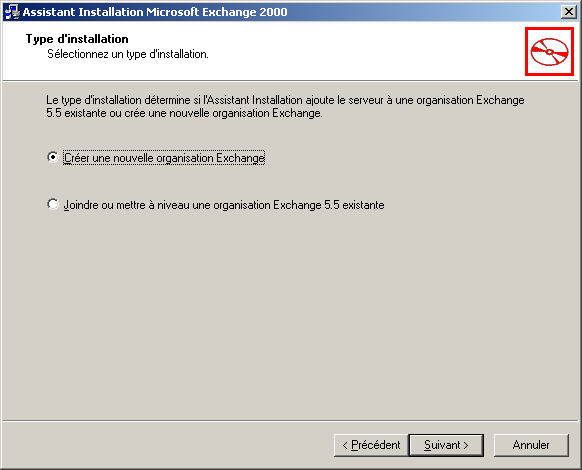 Assistant Installation Microsoft Exchange 2000
Type d'installation
Sélectionnez un type d'installation.
Le type d'installation détermine si l'Assistant Installation ajoute le serveur à une organisation Exchange
5.5 existante ou crée une nouvelle organisation Exchange.
Créer une nouvelle organisation Exchange
Joindre ou mettre à niveau une organisation Exchange 5.5 existante
< Précédent Suivant > Annuler